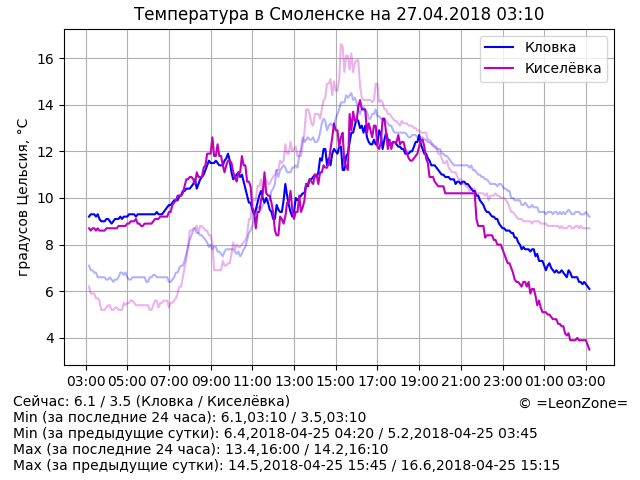 Температура в Смоленске на 27.04.2018 03:10
градусов Цельсия, °C
16
14
12
10
8
6
4
Кловка
Киселёвка
03:00 05:00 07:00 09:00 11:00 13:00 15:00 17:00 19:00 21:00 23:00 01:00 03:00
Сейчас: 6.1 / 3.5 (Кловка / Киселёвка)
© =LeonZone=
Min (за последние 24 часа): 6.1,03:10 / 3.5,03:10
Min (за предыдущие сутки): 6.4,2018-04-25 04:20 / 5.2,2018-04-25 03:45
Max (за последние 24 часа): 13.4,16:00 / 14.2,16:10
Max (за предыдущие сутки): 14.5,2018-04-25 15:45 / 16.6,2018-04-25 15:15